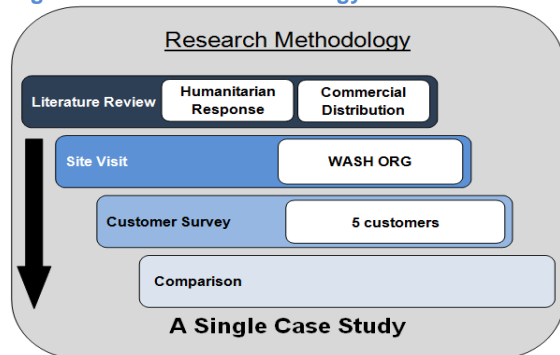 Research Methodology
Literature Review
Humanitarian
Response
Commercial
Distribution
Site Visit
WASH ORG
Customer Survey
5 customers
Comparison
A Single Case Study